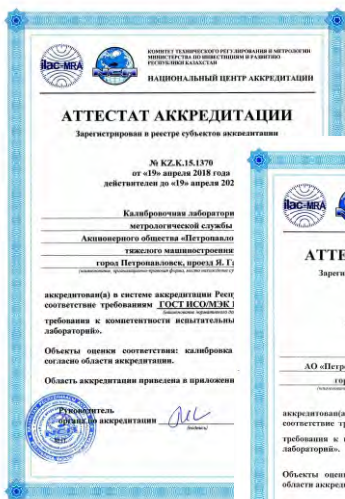 ilac-MRA
КОМИТЕТ ТЕХНИЧЕСКОГО РЕГУЛИРОВАНИЯ И МЕТРОЛОГИИ
МИНИСТЕРСТВА ПО ИНВЕСТИЦИЯМ И РАЗВИТИЮ
РЕСПУБЛИКИ КАЗАХСТАН
НАЦИОНАЛЬНЫЙ ЦЕНТР АККРЕДИТАЦИИ
АТТЕСТАТ АККРЕДИТАЦИИ
Зарегистрирован в реестре субъектов аккредитации
№ KZ.К.15.1370
от «19» апреля 2018 года
действителен до «19» апреля 202
Калибровочная лаборатори
метрологической службы
Акционерного общества «Петропавло
тяжелого машиностроения
город Петропавловск, проезд Я. Г
аккредитован(а) в системе аккредитации Респ
соответствие требованиям ГОСТ ИСО/МЭК
требования к компетентности испытательны
лабораторий».
Объекты оценки соответствия: калибровка
согласно области аккредитации.
Область аккредитации приведена в приложени
Руководитель
органа по аккредитации
(подпись)
ilac-MRA
АТТЕ
Зареги
АО «Петр
гор
аккредитован(а
соответствие тр
требования к
лабораторий».
Объекты оцен
области аккред